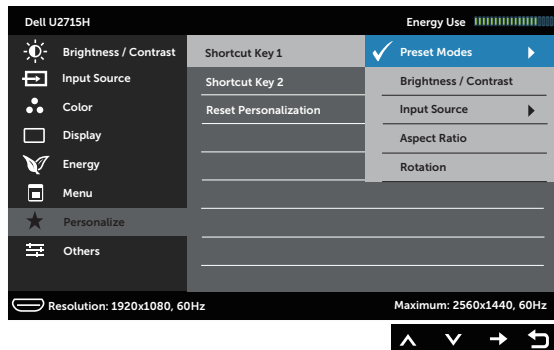 Dell U2715H Energy Use
Brightness / Contrast
Input Source
Color
Display
Energy
Menu
Personalize
Others
Shortcut Key 1
Shortcut Key 2
Reset Personalization
Preset Modes
Brightness / Contrast
Input Source
Aspect Ratio
Rotation
Resolution: 1920x1080, 60Hz Maximum: 2560x1440, 60Hz